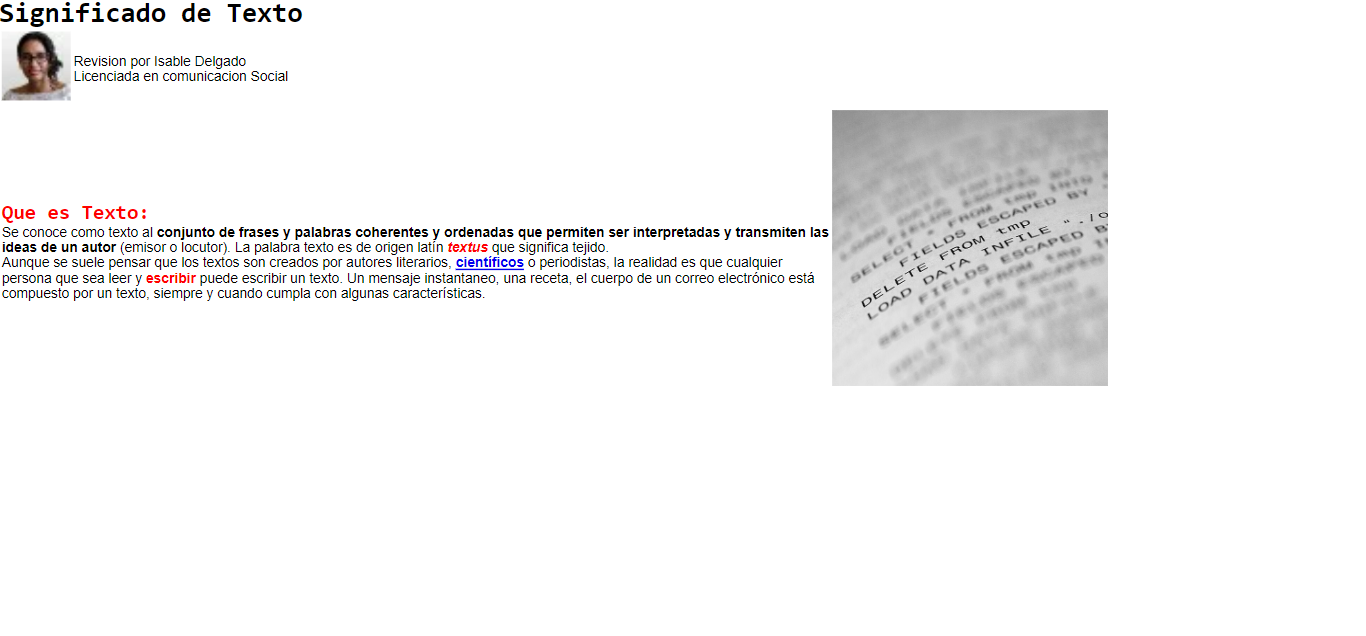 Significado de Texto
Revision por Isable Delgado
Licenciada en comunicacion Social
Que es Texto:
Se conoce como texto al conjunto de frases y palabras coherentes y ordenadas que permiten ser interpretadas y transmiten las
ideas de un autor (emisor o locutor). La palabra texto es de origen latín textus que significa tejido.
Aunque se suele pensar que los textos son creados por autores literarios, científicos o periodistas, la realidad es que cualquier
persona que sea leer y escribir puede escribir un texto. Un mensaje instantaneo, una receta, el cuerpo de un correo electrónico está
compuesto por un texto, siempre y cuando cumpla con algunas características.
SELECT * FROM tmp INTO
FIELDS ESCAPED BY
DELETE FROM tmp
LOAD DATA INFILE "./
FIELDS ESCAPED B
SELECT * FROM tmp